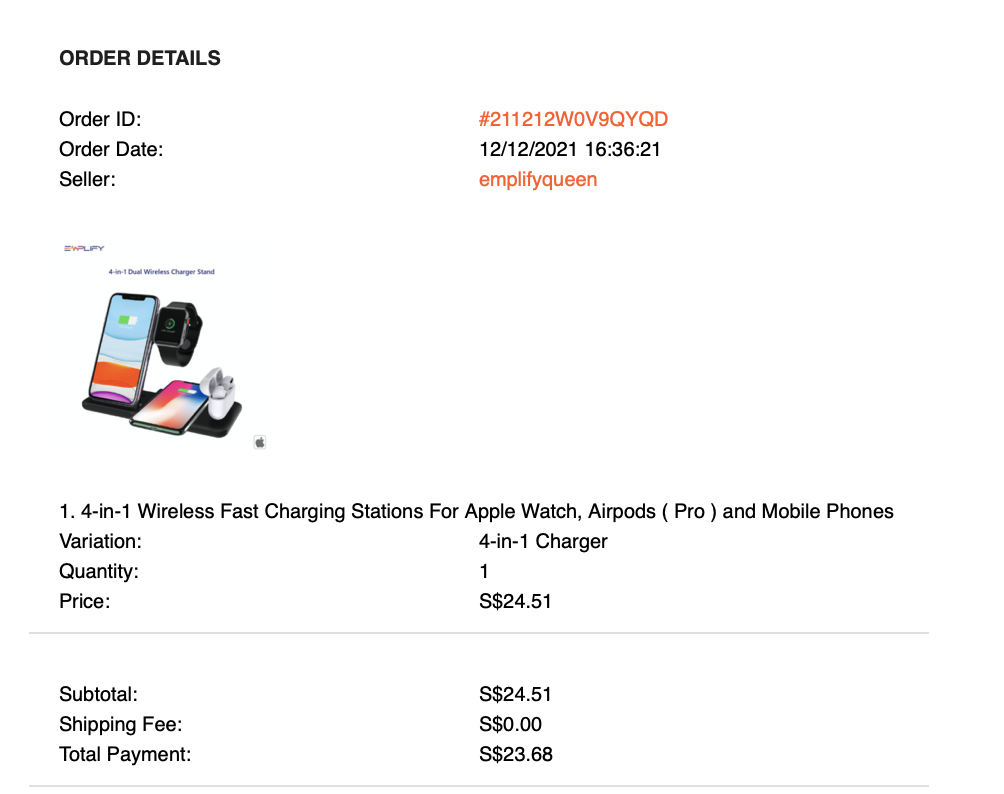 ORDER DETAILS
Order ID: #211212W0V9QYQD
Order Date: 12/12/2021 16:36:21
Seller: emplifyqueen
EMPLIFY
4-in-1 Dual Wireless Charger Stand
1. 4-in-1 Wireless Fast Charging Stations For Apple Watch, Airpods ( Pro ) and Mobile Phones
Variation: 4-in-1 Charger
Quantity: 1
Price: S$24.51
Subtotal: S$24.51
Shipping Fee: S$0.00
Total Payment: S$23.68